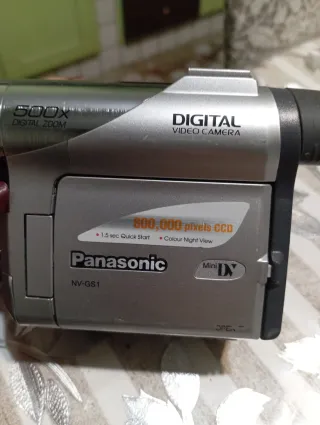 500x
DIGITAL ZOOM
DIGITAL
VIDEO CAMERA
800,000 pixels CCD
• 1.5 sec Quick Start • Colour Night View
Panasonic
Mini DV
NV-GS1